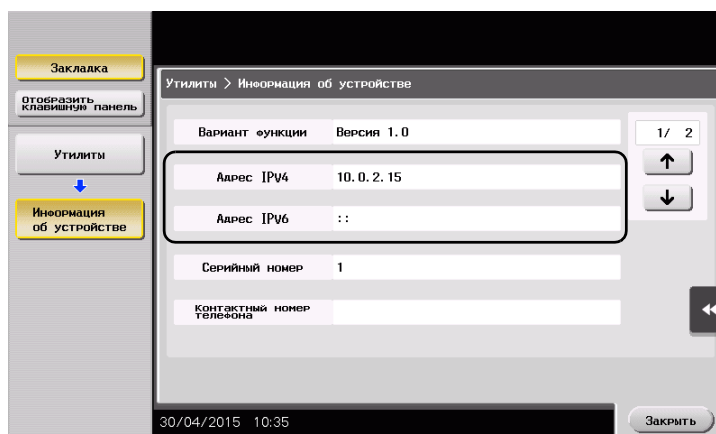 Закладка
Отобразить
клавишную панель
Утилиты
Информация
об устройстве
Утилиты > Информация об устройстве
Вариант функции Версия 1.0
1/ 2
Адрес IPv4 10.0.2.15
Адрес IPv6 ::
Серийный номер 1
Контактный номер
телефона
30/04/2015 10:35
Закрыть